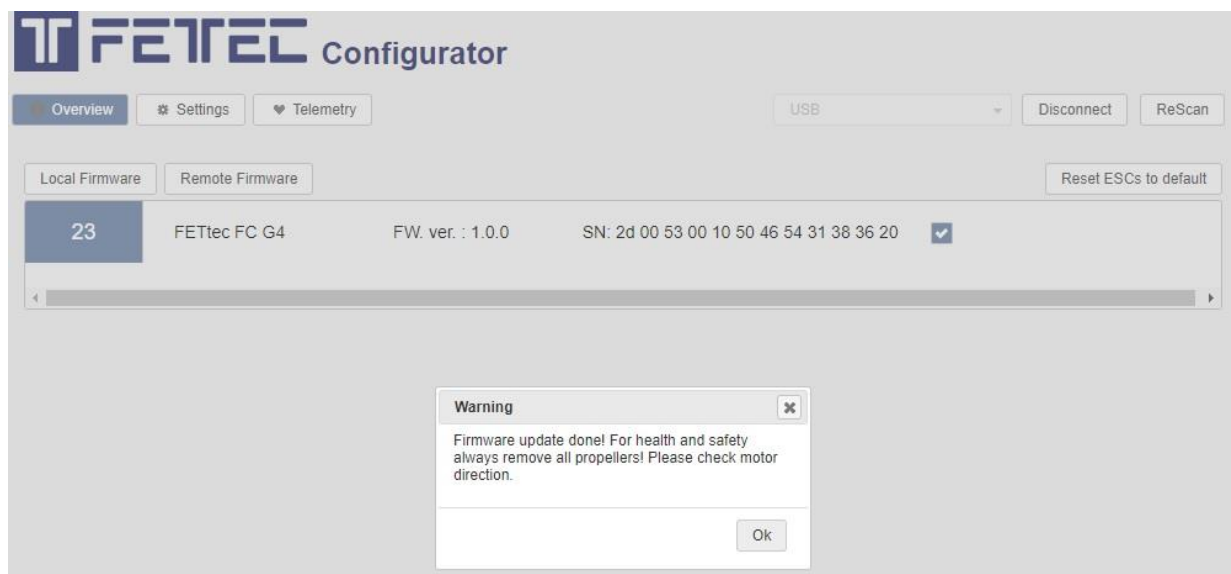 FETTEC Configurator
Overview Settings Telemetry USB Disconnect ReScan
Local Firmware Remote Firmware Reset ESCs to default
23 FETtec FC G4 FW. ver. : 1.0.0 SN: 2d 00 53 00 10 50 46 54 31 38 36 20
Warning
Firmware update done! For health and safety
always remove all propellers! Please check motor
direction.
Ok